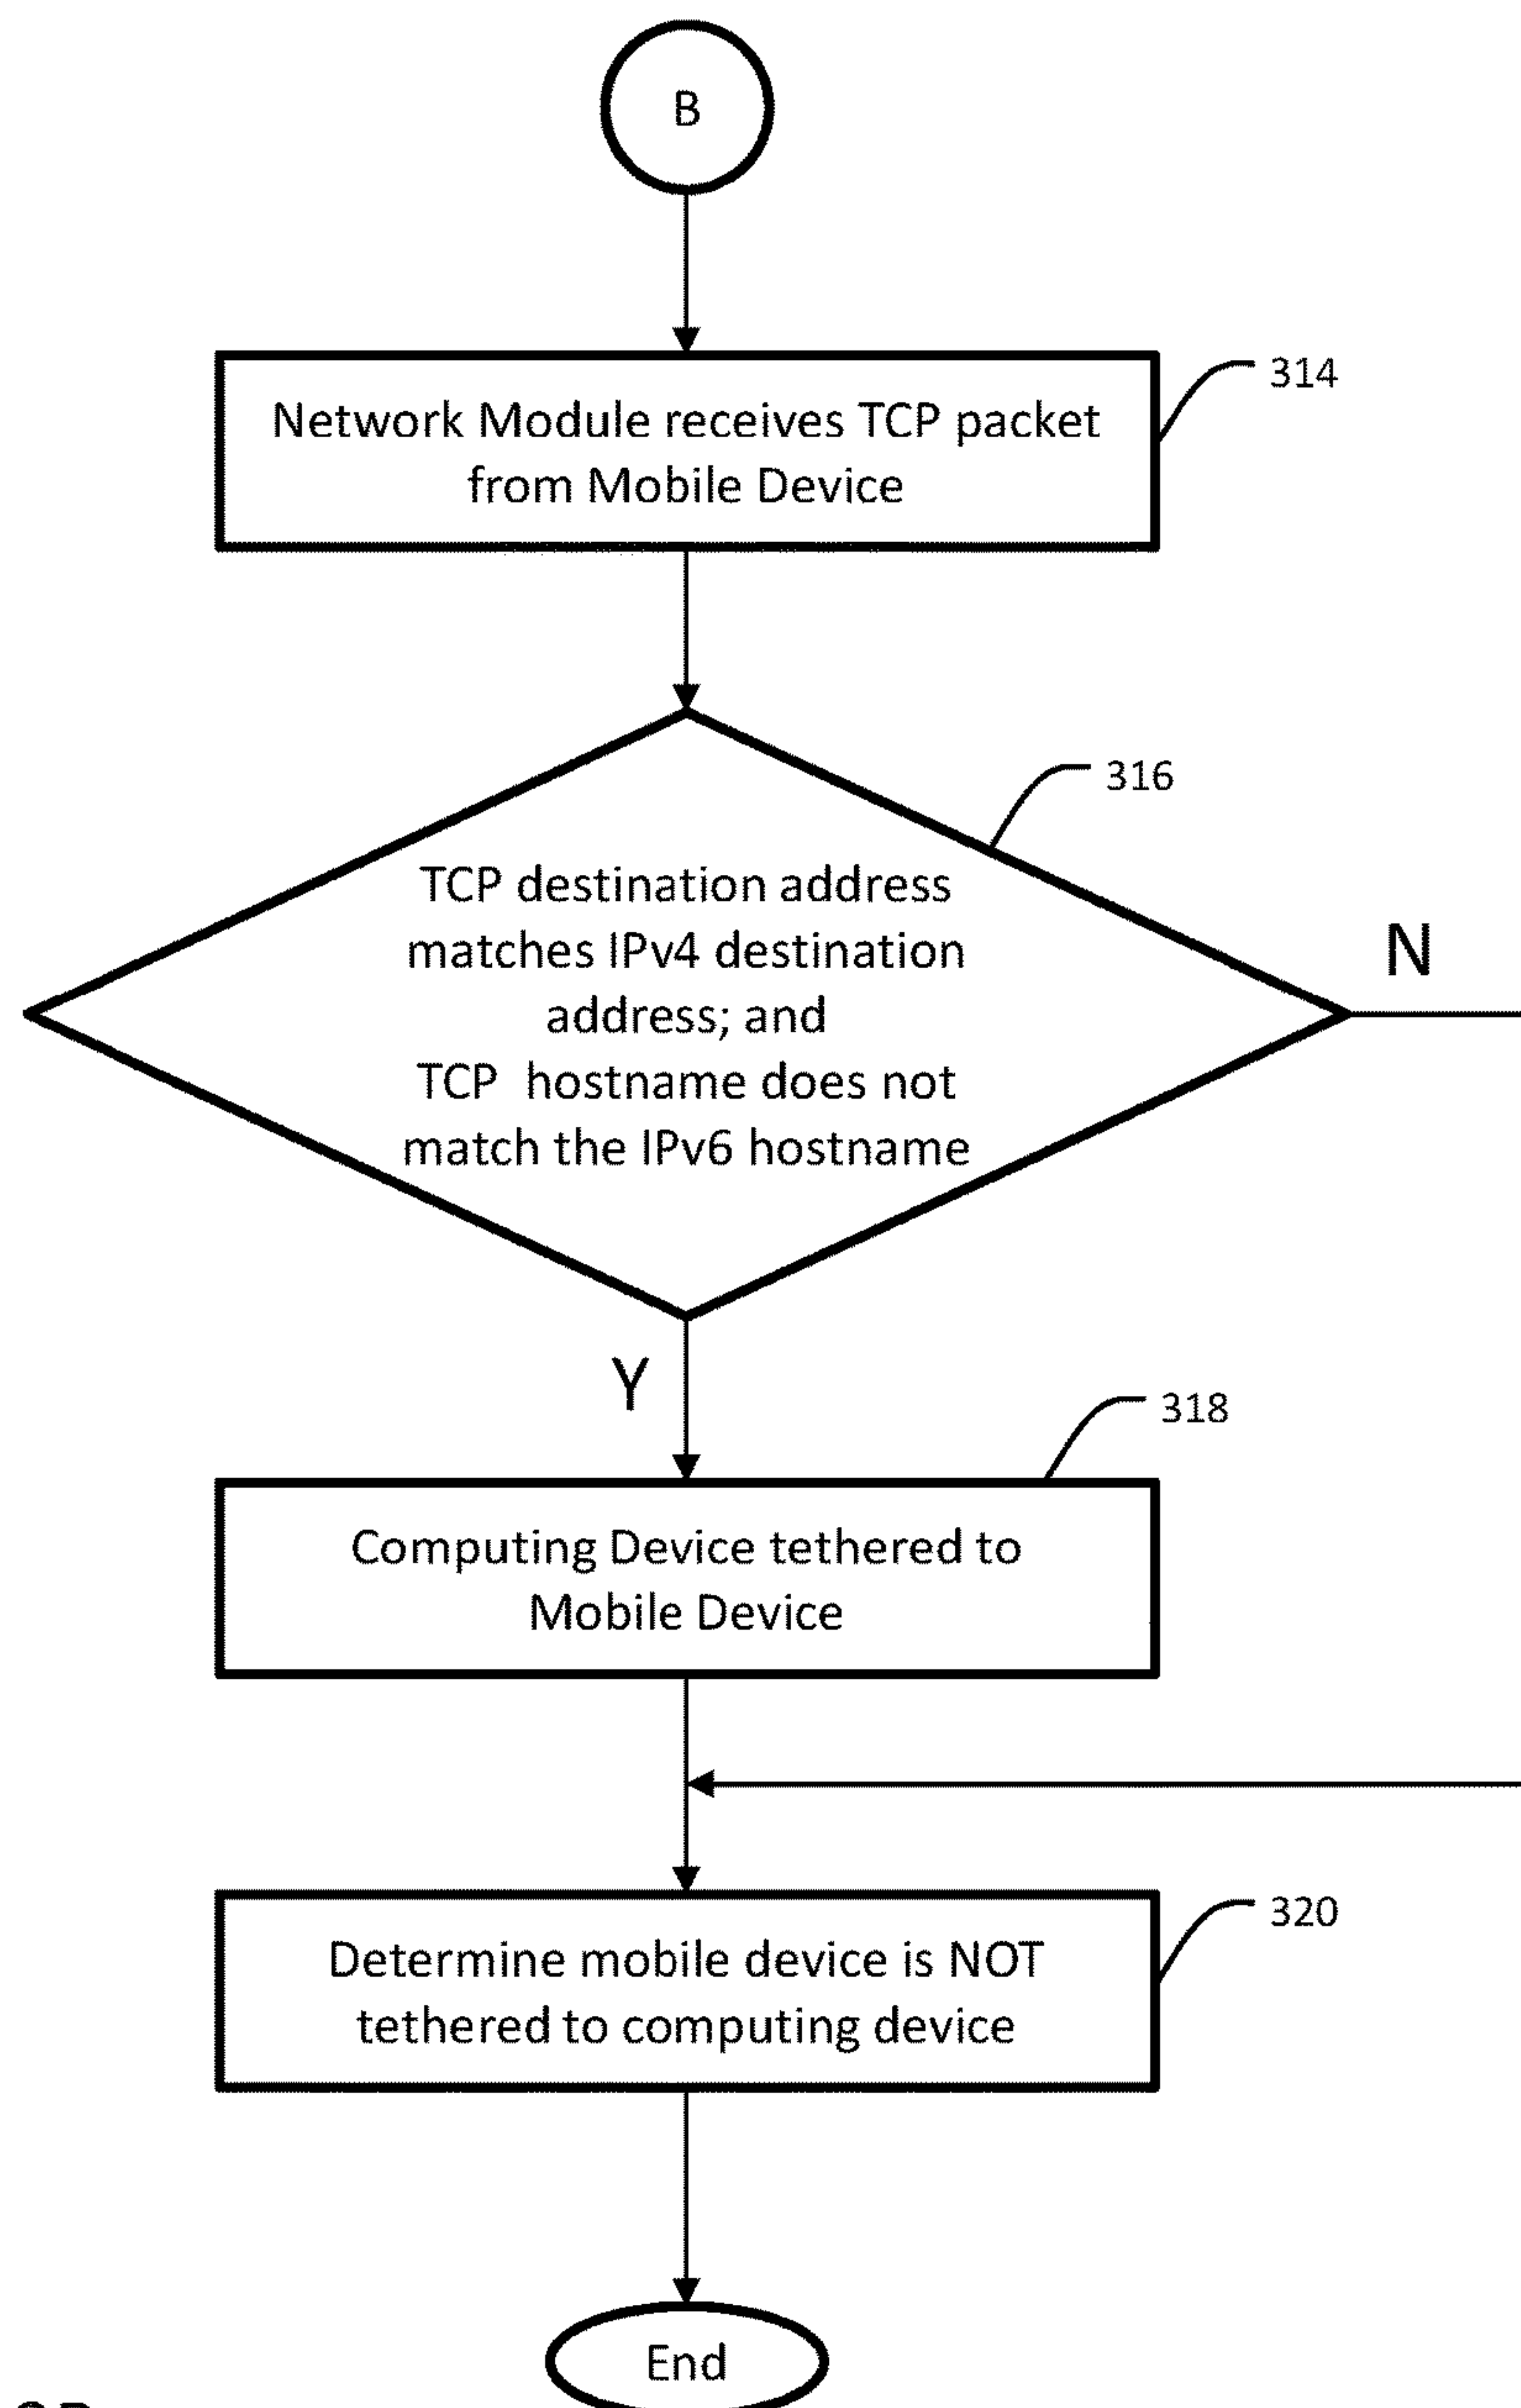 B
Network Module receives TCP packet
from Mobile Device
314
316
TCP destination address
matches IPv4 destination
address; and
TCP hostname does not
match the IPv6 hostname
N
Y
318
Computing Device tethered to
Mobile Device
320
Determine mobile device is NOT
tethered to computing device
End